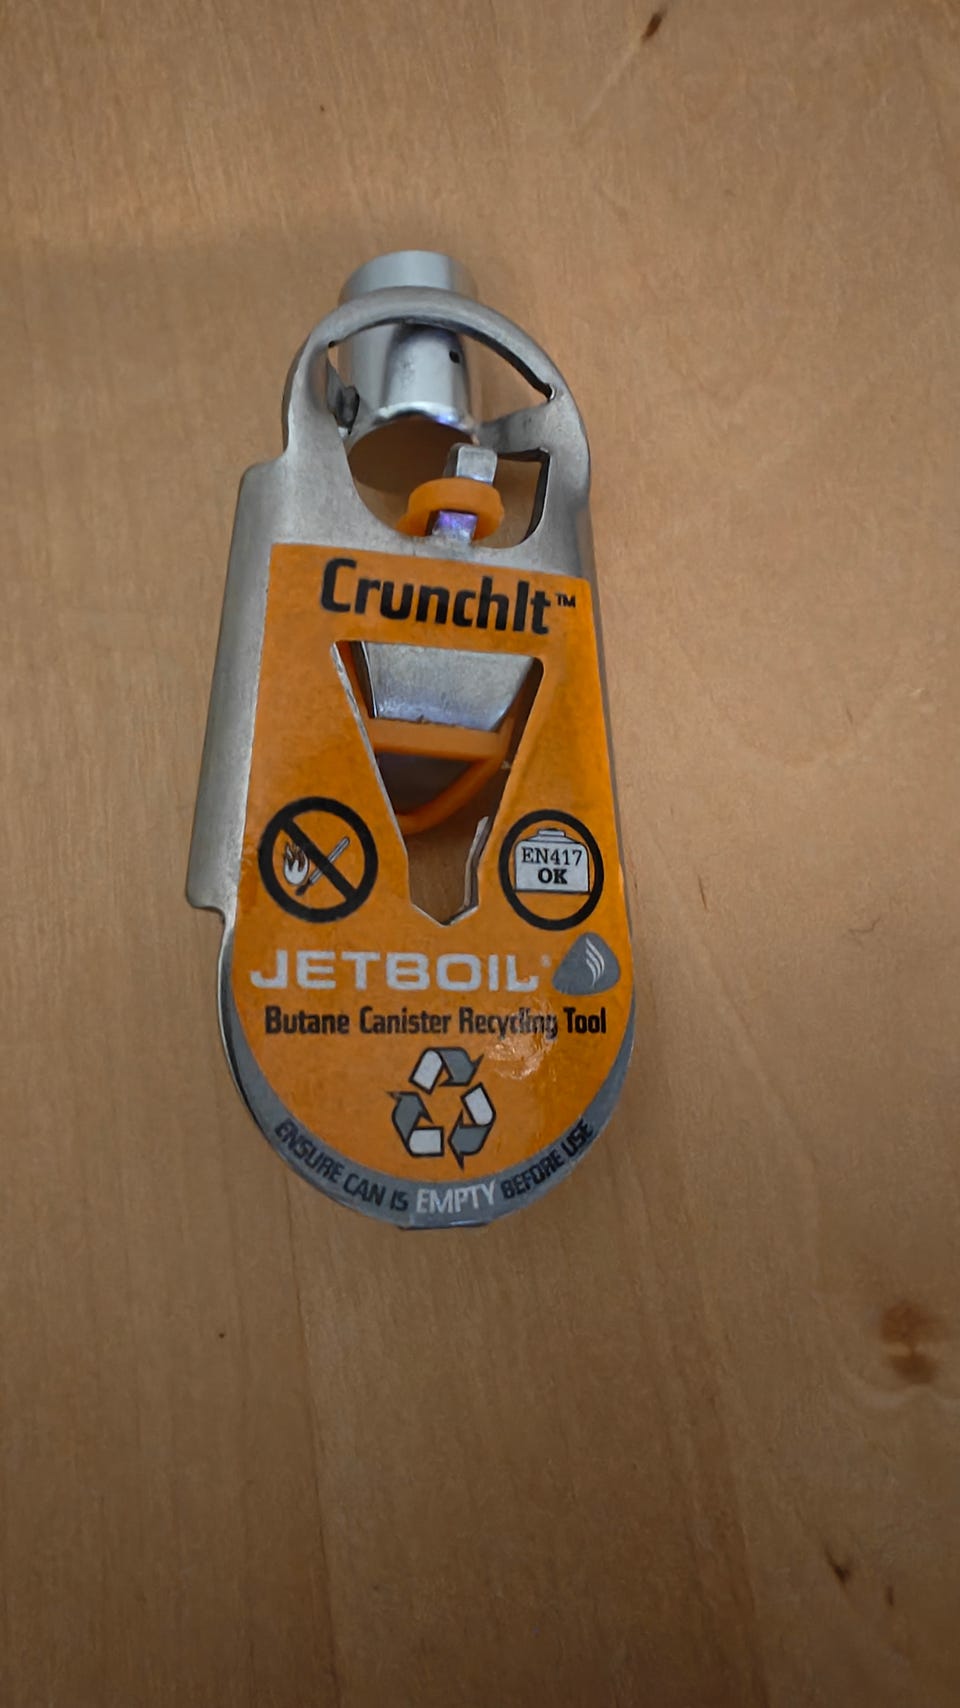 CrunchIt™
EN417
OK
JETBOIL
Butane Canister Recycling Tool
ENSURE CAN IS EMPTY BEFORE USE